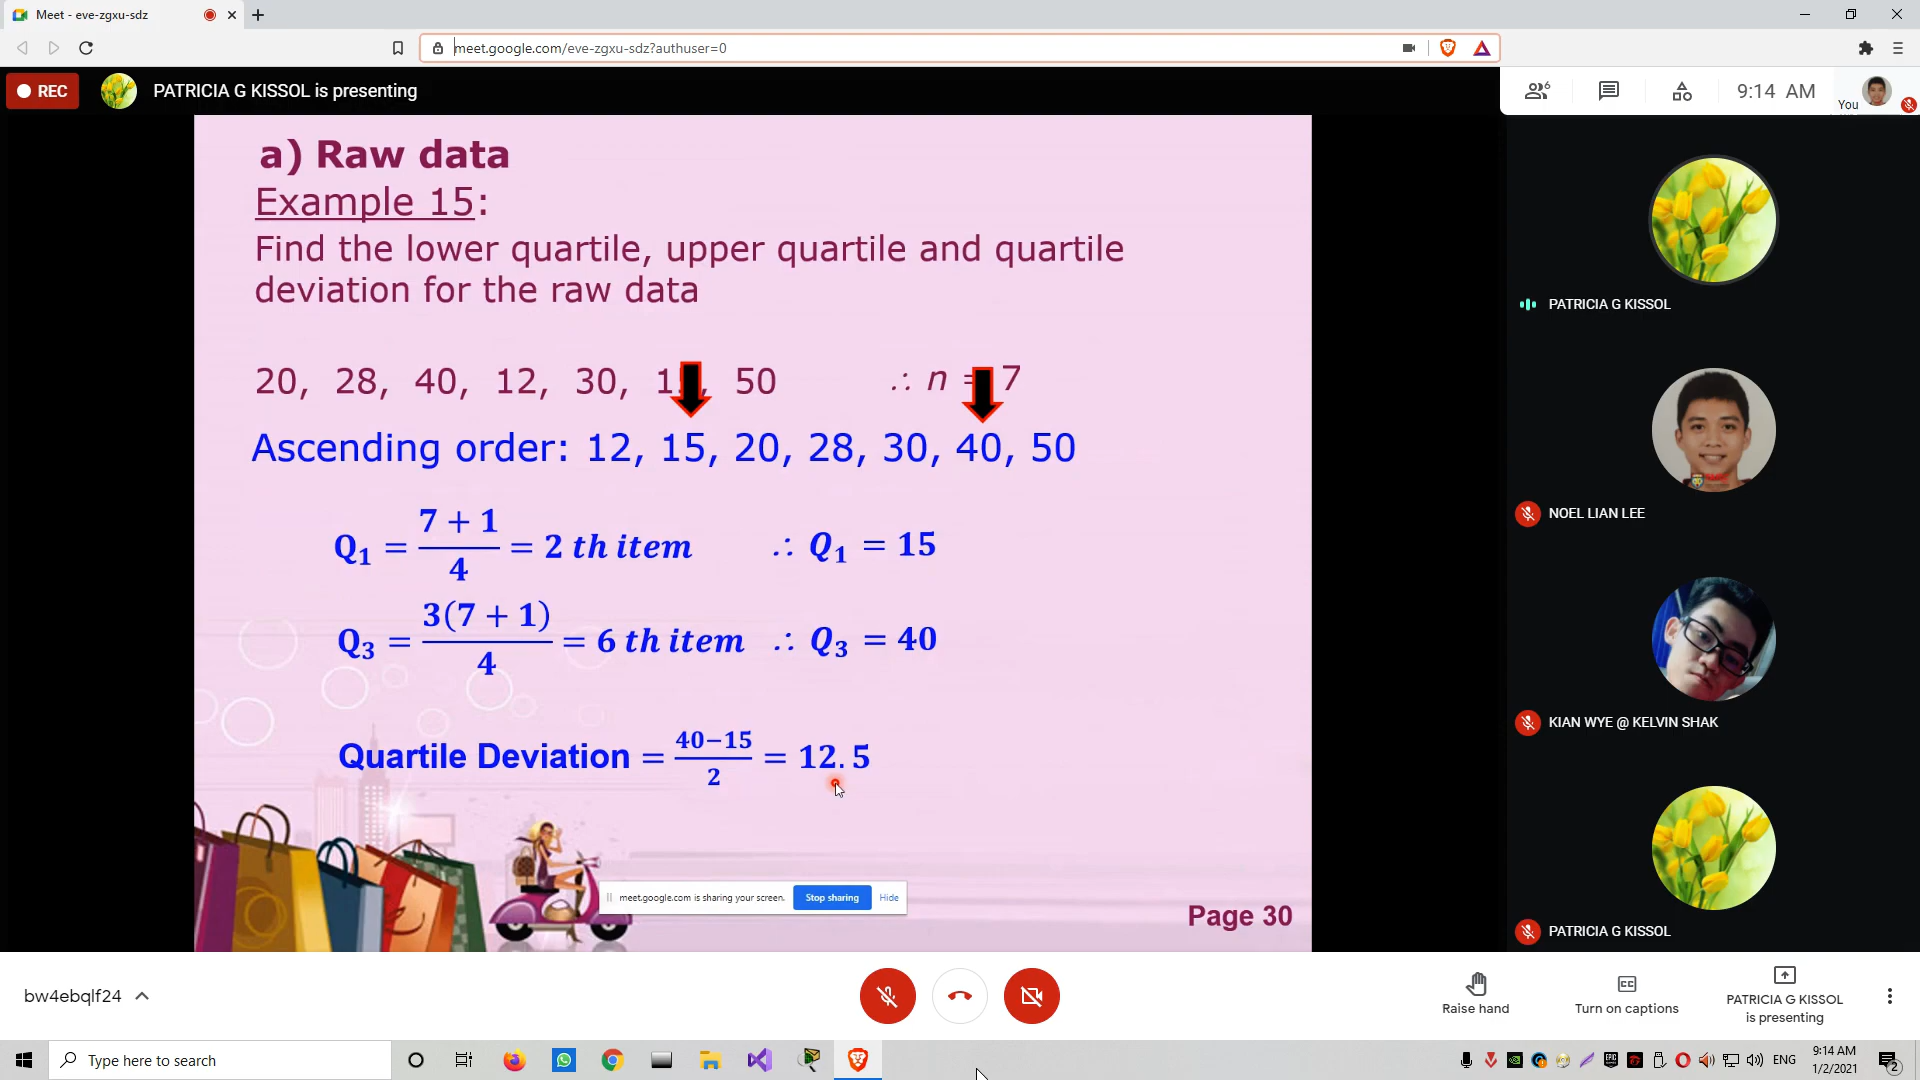 Meet - eve-zgxu-sdz
meet.google.com/eve-zgxu-sdz?authuser=0
REC
PATRICIA G KISSOL is presenting
6
9:14 AM
You
a) Raw data
Example 15:
Find the lower quartile, upper quartile and quartile
deviation for the raw data
20, 28, 40, 12, 30, 50 ∴ n = 7
Ascending order: 12, 15, 20, 28, 30, 40, 50
Q₁ = (7 + 1)/4 = 2 th item ∴ Q₁ = 15
Q₃ = 3(7 + 1)/4 = 6 th item ∴ Q₃ = 40
Quartile Deviation = (40−15)/2 = 12.5
meet.google.com is sharing your screen. Stop sharing Hide
Page 30
PATRICIA G KISSOL
NOEL LIAN LEE
KIAN WYE @ KELVIN SHAK
PATRICIA G KISSOL
bw4ebqlf24
Raise hand
CC
Turn on captions
PATRICIA G KISSOL
is presenting
Type here to search
EPIC
ENG
9:14 AM
1/2/2021
2